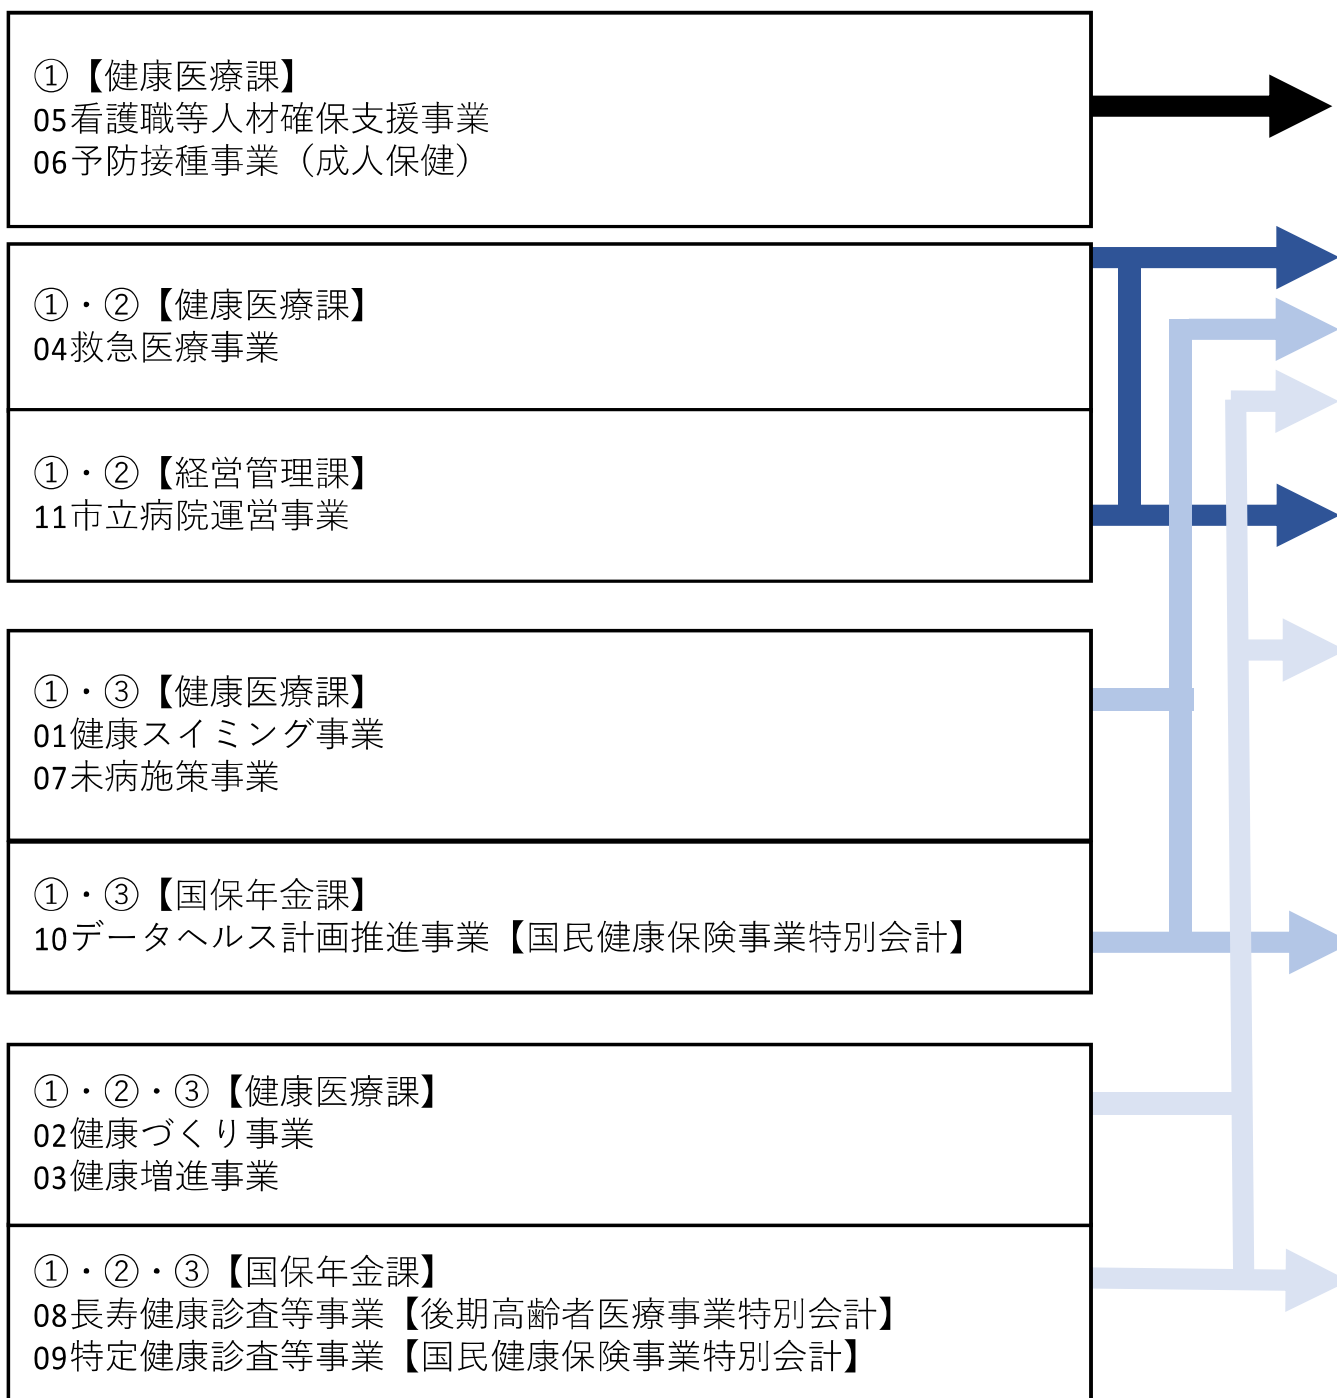 ①【健康医療課】
05看護職等人材確保支援事業
06予防接種事業（成人保健）
①・②【健康医療課】
04救急医療事業
①・②【経営管理課】
11市立病院運営事業
①・③【健康医療課】
01健康スイミング事業
07未病施策事業
①・③【国保年金課】
10データヘルス計画推進事業【国民健康保険事業特別会計】
①・②・③【健康医療課】
02健康づくり事業
03健康増進事業
①・②・③【国保年金課】
08長寿健康診査等事業【後期高齢者医療事業特別会計】
09特定健康診査等事業【国民健康保険事業特別会計】